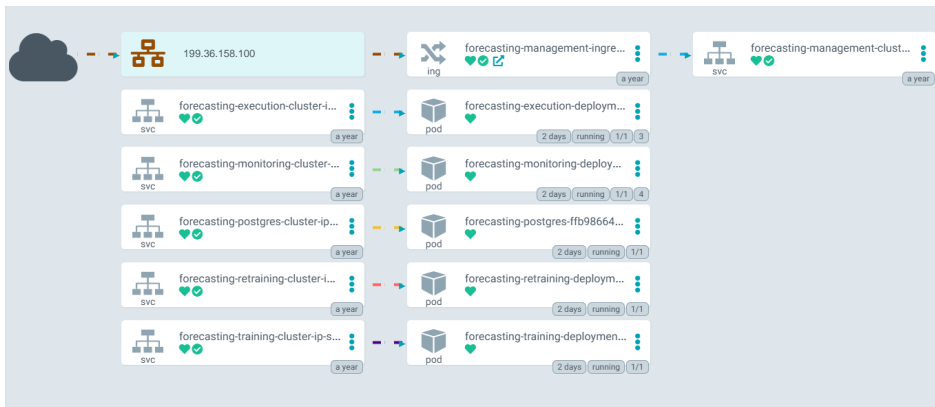 199.36.158.100
forecasting-management-ingre...
ing
a year
forecasting-management-clust...
svc
a year
forecasting-execution-cluster-i...
svc
a year
forecasting-execution-deploym...
pod
2 days running 1/1 3
forecasting-monitoring-cluster-...
svc
a year
forecasting-monitoring-deploy...
pod
2 days running 1/1 4
forecasting-postgres-cluster-ip...
svc
a year
forecasting-postgres-ffb98664...
pod
2 days running 1/1
forecasting-retraining-cluster-i...
svc
a year
forecasting-retraining-deploym...
pod
2 days running 1/1
forecasting-training-cluster-ip-s...
svc
a year
forecasting-training-deploymen...
pod
2 days running 1/1